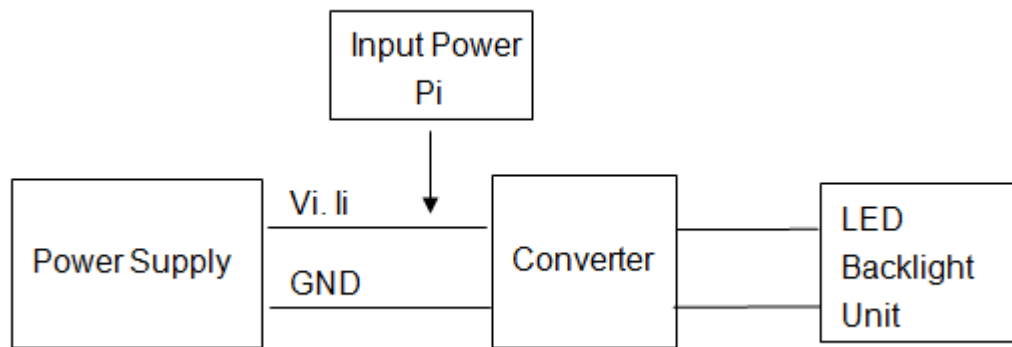 Input Power
Pi
Vi. Ii
Power Supply
GND
Converter
LED
Backlight
Unit